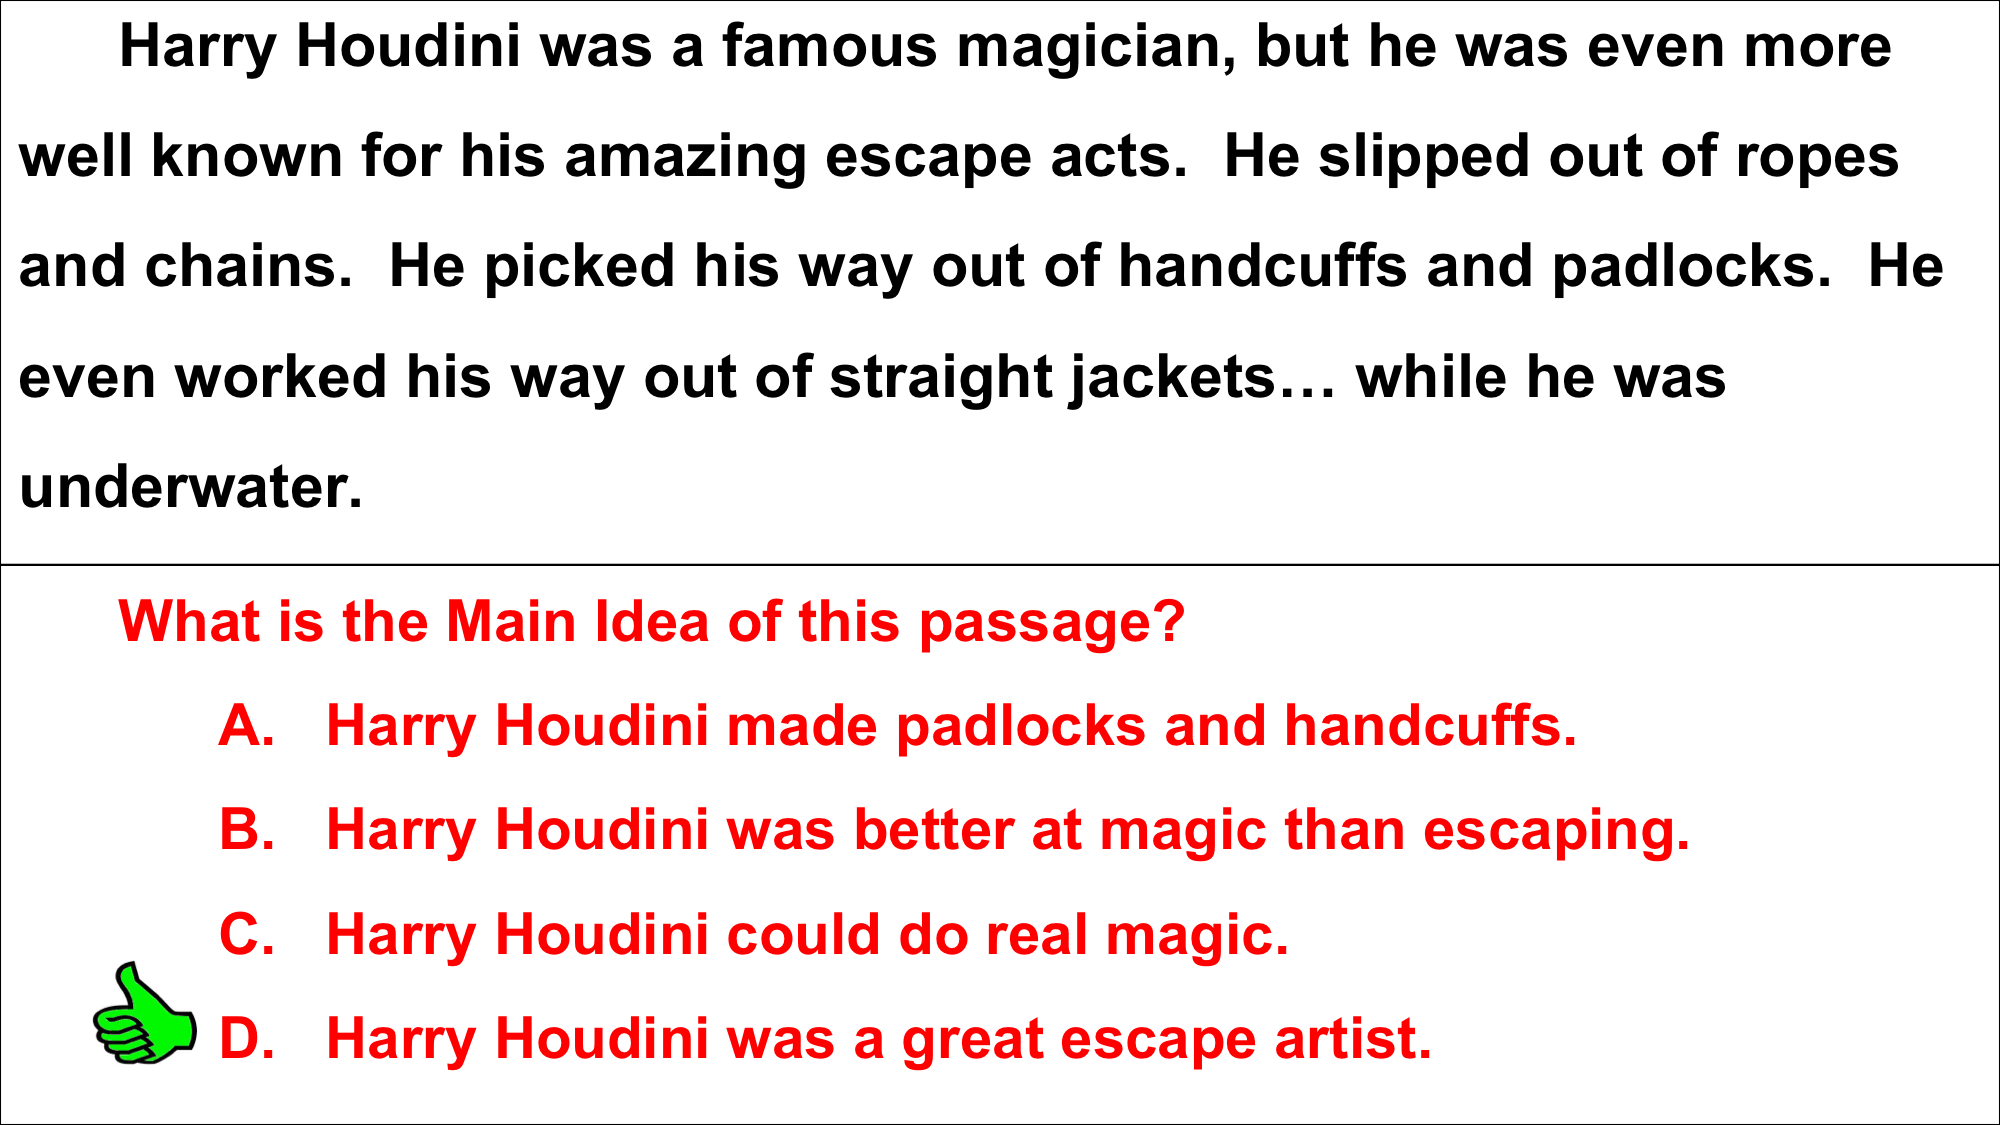 Harry Houdini was a famous magician, but he was even more
well known for his amazing escape acts.  He slipped out of ropes
and chains.  He picked his way out of handcuffs and padlocks.  He
even worked his way out of straight jackets… while he was
underwater.
What is the Main Idea of this passage?
A. Harry Houdini made padlocks and handcuffs.
B. Harry Houdini was better at magic than escaping.
C. Harry Houdini could do real magic.
D. Harry Houdini was a great escape artist.